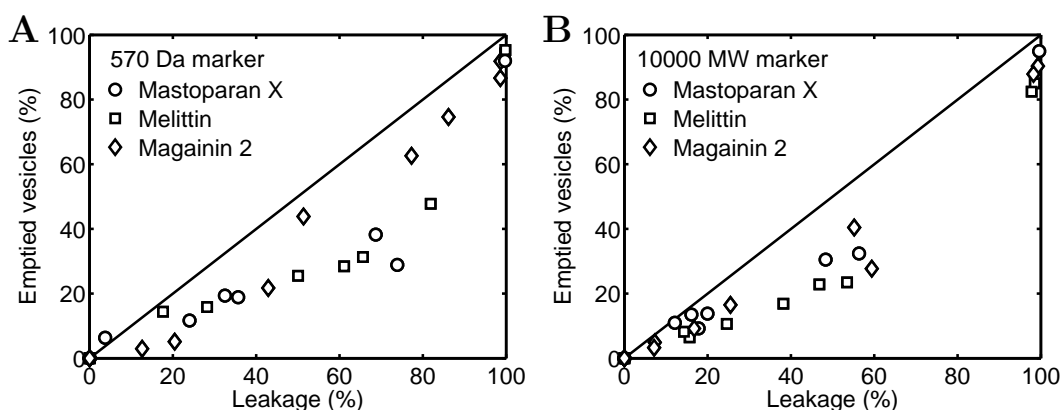 A
100
80
60
40
20
0
Emptied vesicles (%)
570 Da marker
Mastoparan X
Melittin
Magainin 2
0 20 40 60 80 100
Leakage (%)
B
100
80
60
40
20
0
Emptied vesicles (%)
10000 MW marker
Mastoparan X
Melittin
Magainin 2
0 20 40 60 80 100
Leakage (%)